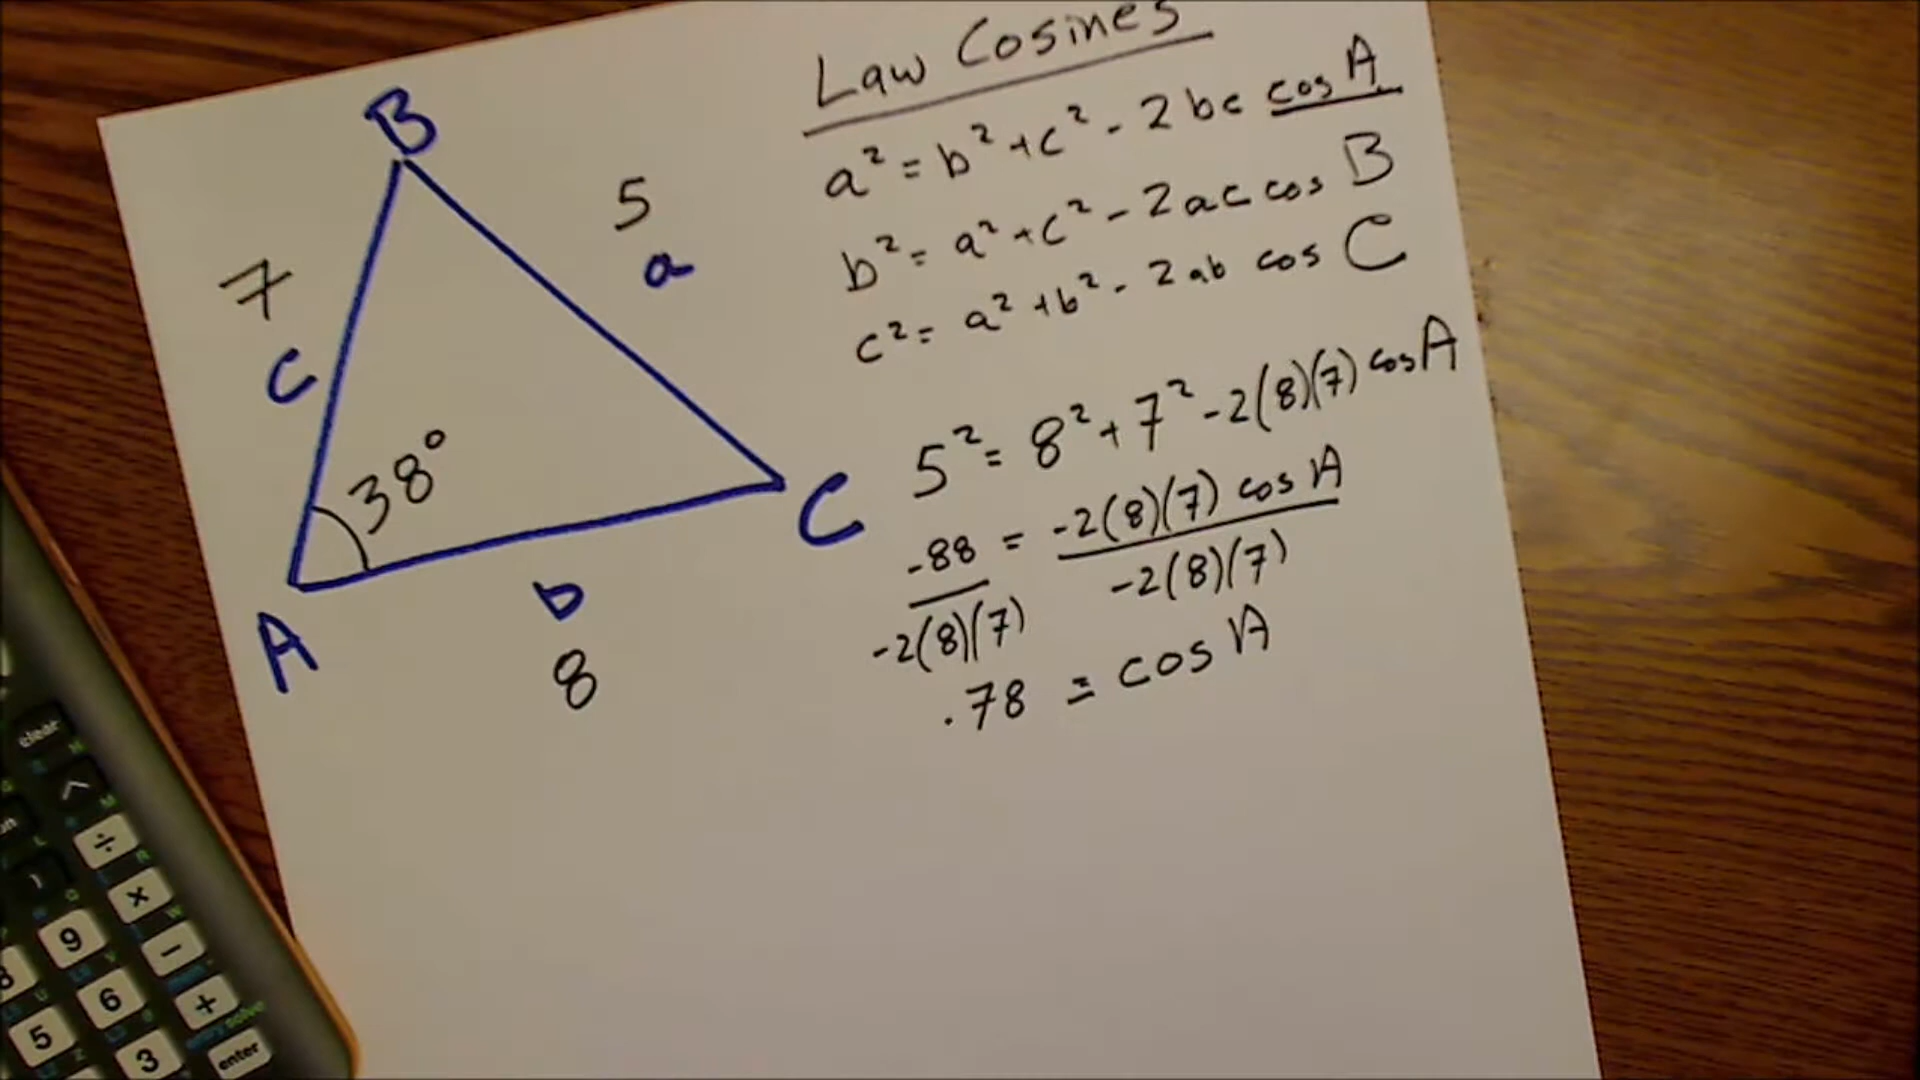 Law Cosines
a² = b² + c² - 2bc cos A
b² = a² + c² - 2ac cos B
c² = a² + b² - 2ab cos C
5² = 8² + 7² - 2(8)(7) cos A
-88 = -2(8)(7) cos A
-2(8)(7) -2(8)(7)
.78 = cos A
B
5
a
7
c
38°
C
A
b
8
clear
^
÷
)
×
9
-
8
6
+
5
3
enter